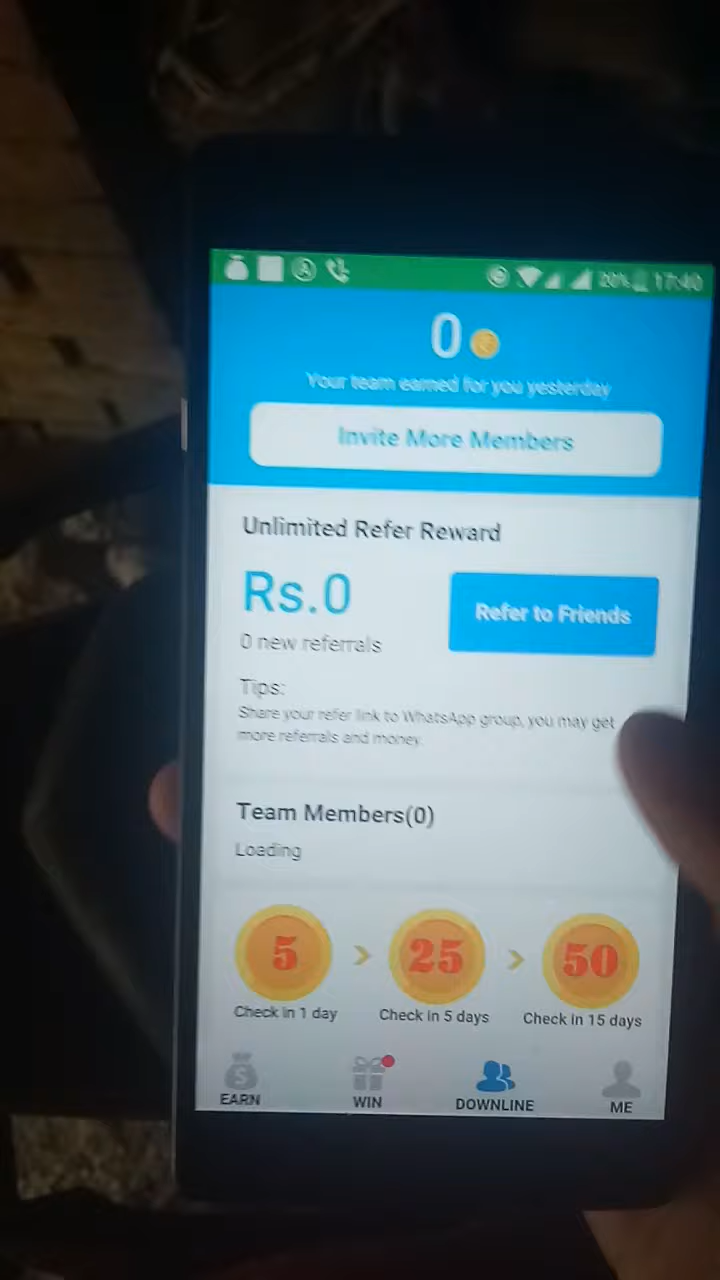 20% 17:40
0
Your team earned for you yesterday
Invite More Members
Unlimited Refer Reward
Rs.0
Refer to Friends
0 new referrals
Tips:
Share your refer link to WhatsApp group, you may get
more referrals and money.
Team Members(0)
Loading
5 > 25 > 50
Check in 1 day Check in 5 days Check in 15 days
EARN WIN DOWNLINE ME